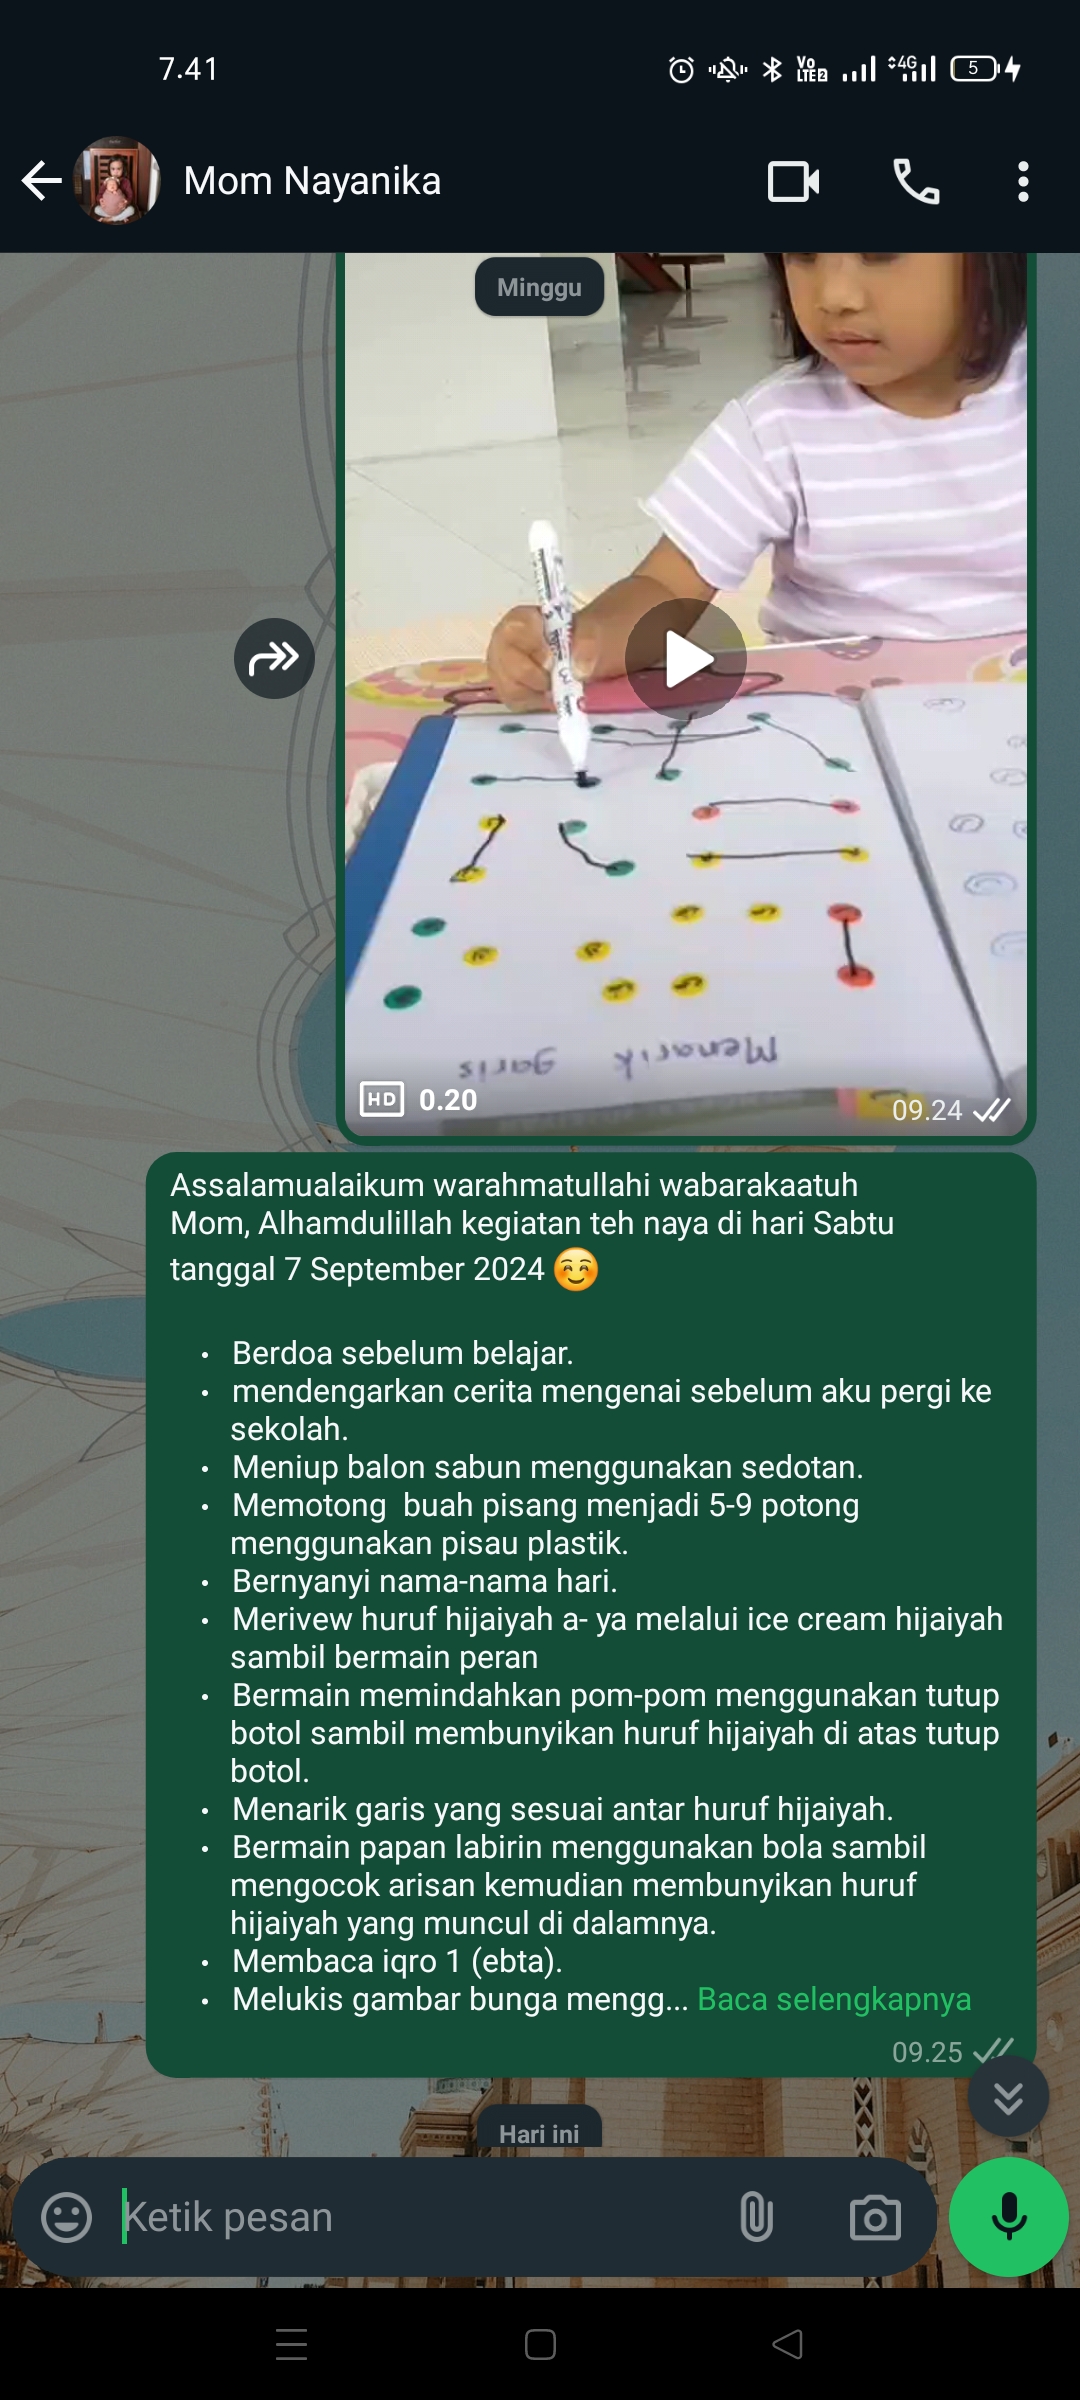 7.41
Vo LTE2
4G
5
Mom Nayanika
Minggu
Menarik garis
HD 0.20
09.24
Assalamualaikum warahmatullahi wabarakaatuh
Mom, Alhamdulillah kegiatan teh naya di hari Sabtu
tanggal 7 September 2024 ☺️
• Berdoa sebelum belajar.
• mendengarkan cerita mengenai sebelum aku pergi ke
sekolah.
• Meniup balon sabun menggunakan sedotan.
• Memotong  buah pisang menjadi 5-9 potong
menggunakan pisau plastik.
• Bernyanyi nama-nama hari.
• Merivew huruf hijaiyah a- ya melalui ice cream hijaiyah
sambil bermain peran
• Bermain memindahkan pom-pom menggunakan tutup
botol sambil membunyikan huruf hijaiyah di atas tutup
botol.
• Menarik garis yang sesuai antar huruf hijaiyah.
• Bermain papan labirin menggunakan bola sambil
mengocok arisan kemudian membunyikan huruf
hijaiyah yang muncul di dalamnya.
• Membaca iqro 1 (ebta).
• Melukis gambar bunga mengg... Baca selengkapnya
09.25
Hari ini
Ketik pesan